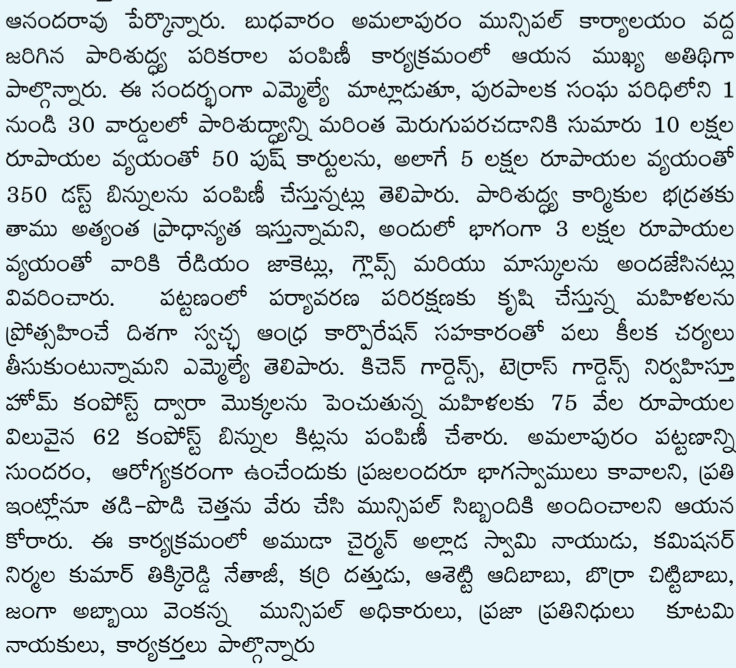 ఆనందరావు పేర్కొన్నారు. బుధవారం అమలాపురం మున్సిపల్ కార్యాలయం వద్ద
జరిగిన పారిశుద్ధ్య పరికరాల పంపిణీ కార్యక్రమంలో ఆయన ముఖ్య అతిథిగా
పాల్గొన్నారు. ఈ సందర్భంగా ఎమ్మెల్యే మాట్లాడుతూ, పురపాలక సంఘ పరిధిలోని 1
నుండి 30 వార్డులలో పారిశుద్ధ్యాన్ని మరింత మెరుగుపరచడానికి సుమారు 10 లక్షల
రూపాయల వ్యయంతో 50 పుష్ కార్టులను, అలాగే 5 లక్షల రూపాయల వ్యయంతో
350 డస్ట్ బిన్నులను పంపిణీ చేస్తున్నట్లు తెలిపారు. పారిశుద్ధ్య కార్మికుల భద్రతకు
తాము అత్యంత ప్రాధాన్యత ఇస్తున్నామని, అందులో భాగంగా 3 లక్షల రూపాయల
వ్యయంతో వారికి రేడియం జాకెట్లు, గ్లౌవ్స్ మరియు మాస్కులను అందజేసినట్లు
వివరించారు. పట్టణంలో పర్యావరణ పరిరక్షణకు కృషి చేస్తున్న మహిళలను
ప్రోత్సహించే దిశగా స్వచ్ఛ ఆంధ్ర కార్పొరేషన్ సహకారంతో పలు కీలక చర్యలు
తీసుకుంటున్నామని ఎమ్మెల్యే తెలిపారు. కిచెన్ గార్డెన్స్, టెర్రాస్ గార్డెన్స్ నిర్వహిస్తూ
హోమ్ కంపోస్ట్ ద్వారా మొక్కలను పెంచుతున్న మహిళలకు 75 వేల రూపాయల
విలువైన 62 కంపోస్ట్ బిన్నుల కిట్లను పంపిణీ చేశారు. అమలాపురం పట్టణాన్ని
సుందరం, ఆరోగ్యకరంగా ఉంచేందుకు ప్రజలందరూ భాగస్వాములు కావాలని, ప్రతి
ఇంట్లోనూ తడి-పొడి చెత్తను వేరు చేసి మున్సిపల్ సిబ్బందికి అందించాలని ఆయన
కోరారు. ఈ కార్యక్రమంలో అముడా చైర్మన్ అల్లాడ స్వామి నాయుడు, కమిషనర్
నిర్మల కుమార్ తిక్కిరెడ్డి నేతాజీ, కర్రి దత్తుడు, ఆశెట్టి ఆదిబాబు, బొర్రా చిట్టిబాబు,
జంగా అబ్బాయి వెంకన్న మున్సిపల్ అధికారులు, ప్రజా ప్రతినిధులు కూటమి
నాయకులు, కార్యకర్తలు పాల్గొన్నారు